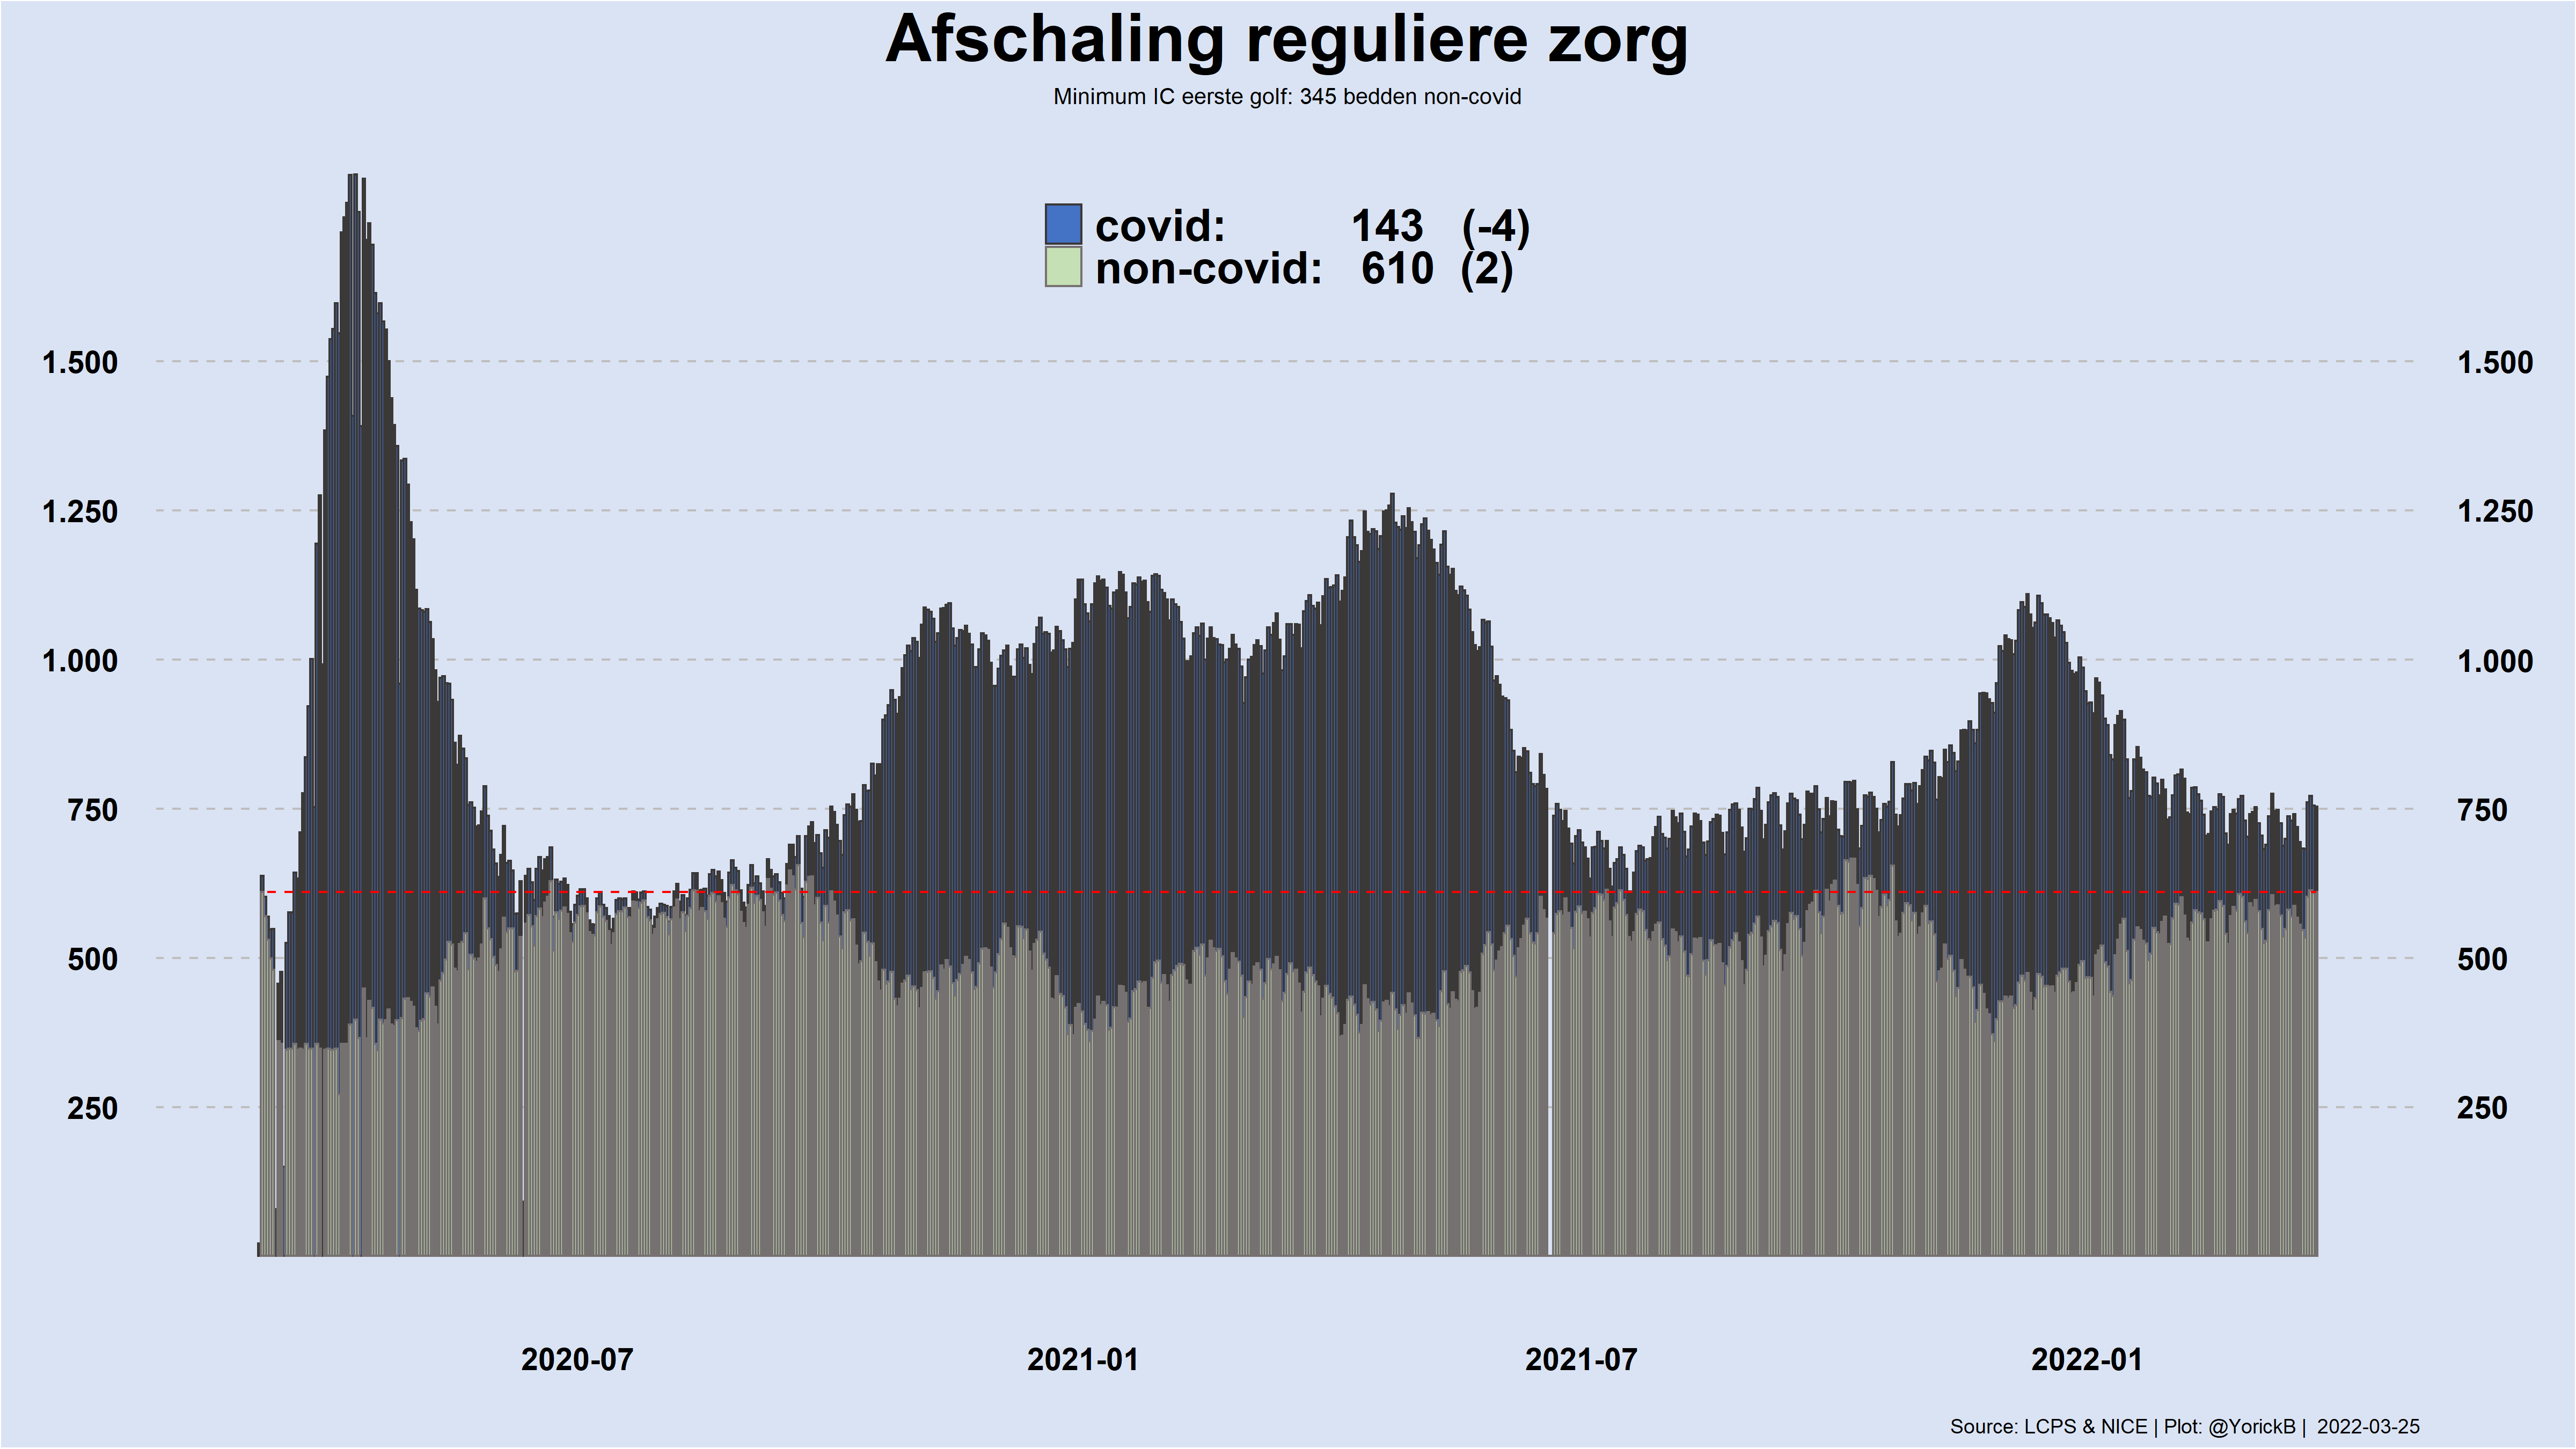 Afschaling reguliere zorg
Minimum IC eerste golf: 345 bedden non-covid
covid: 143 (-4)
non-covid: 610 (2)
1.500 1.500
1.250 1.250
1.000 1.000
750 750
500 500
250 250
2020-07 2021-01 2021-07 2022-01
Source: LCPS & NICE | Plot: @YorickB | 2022-03-25